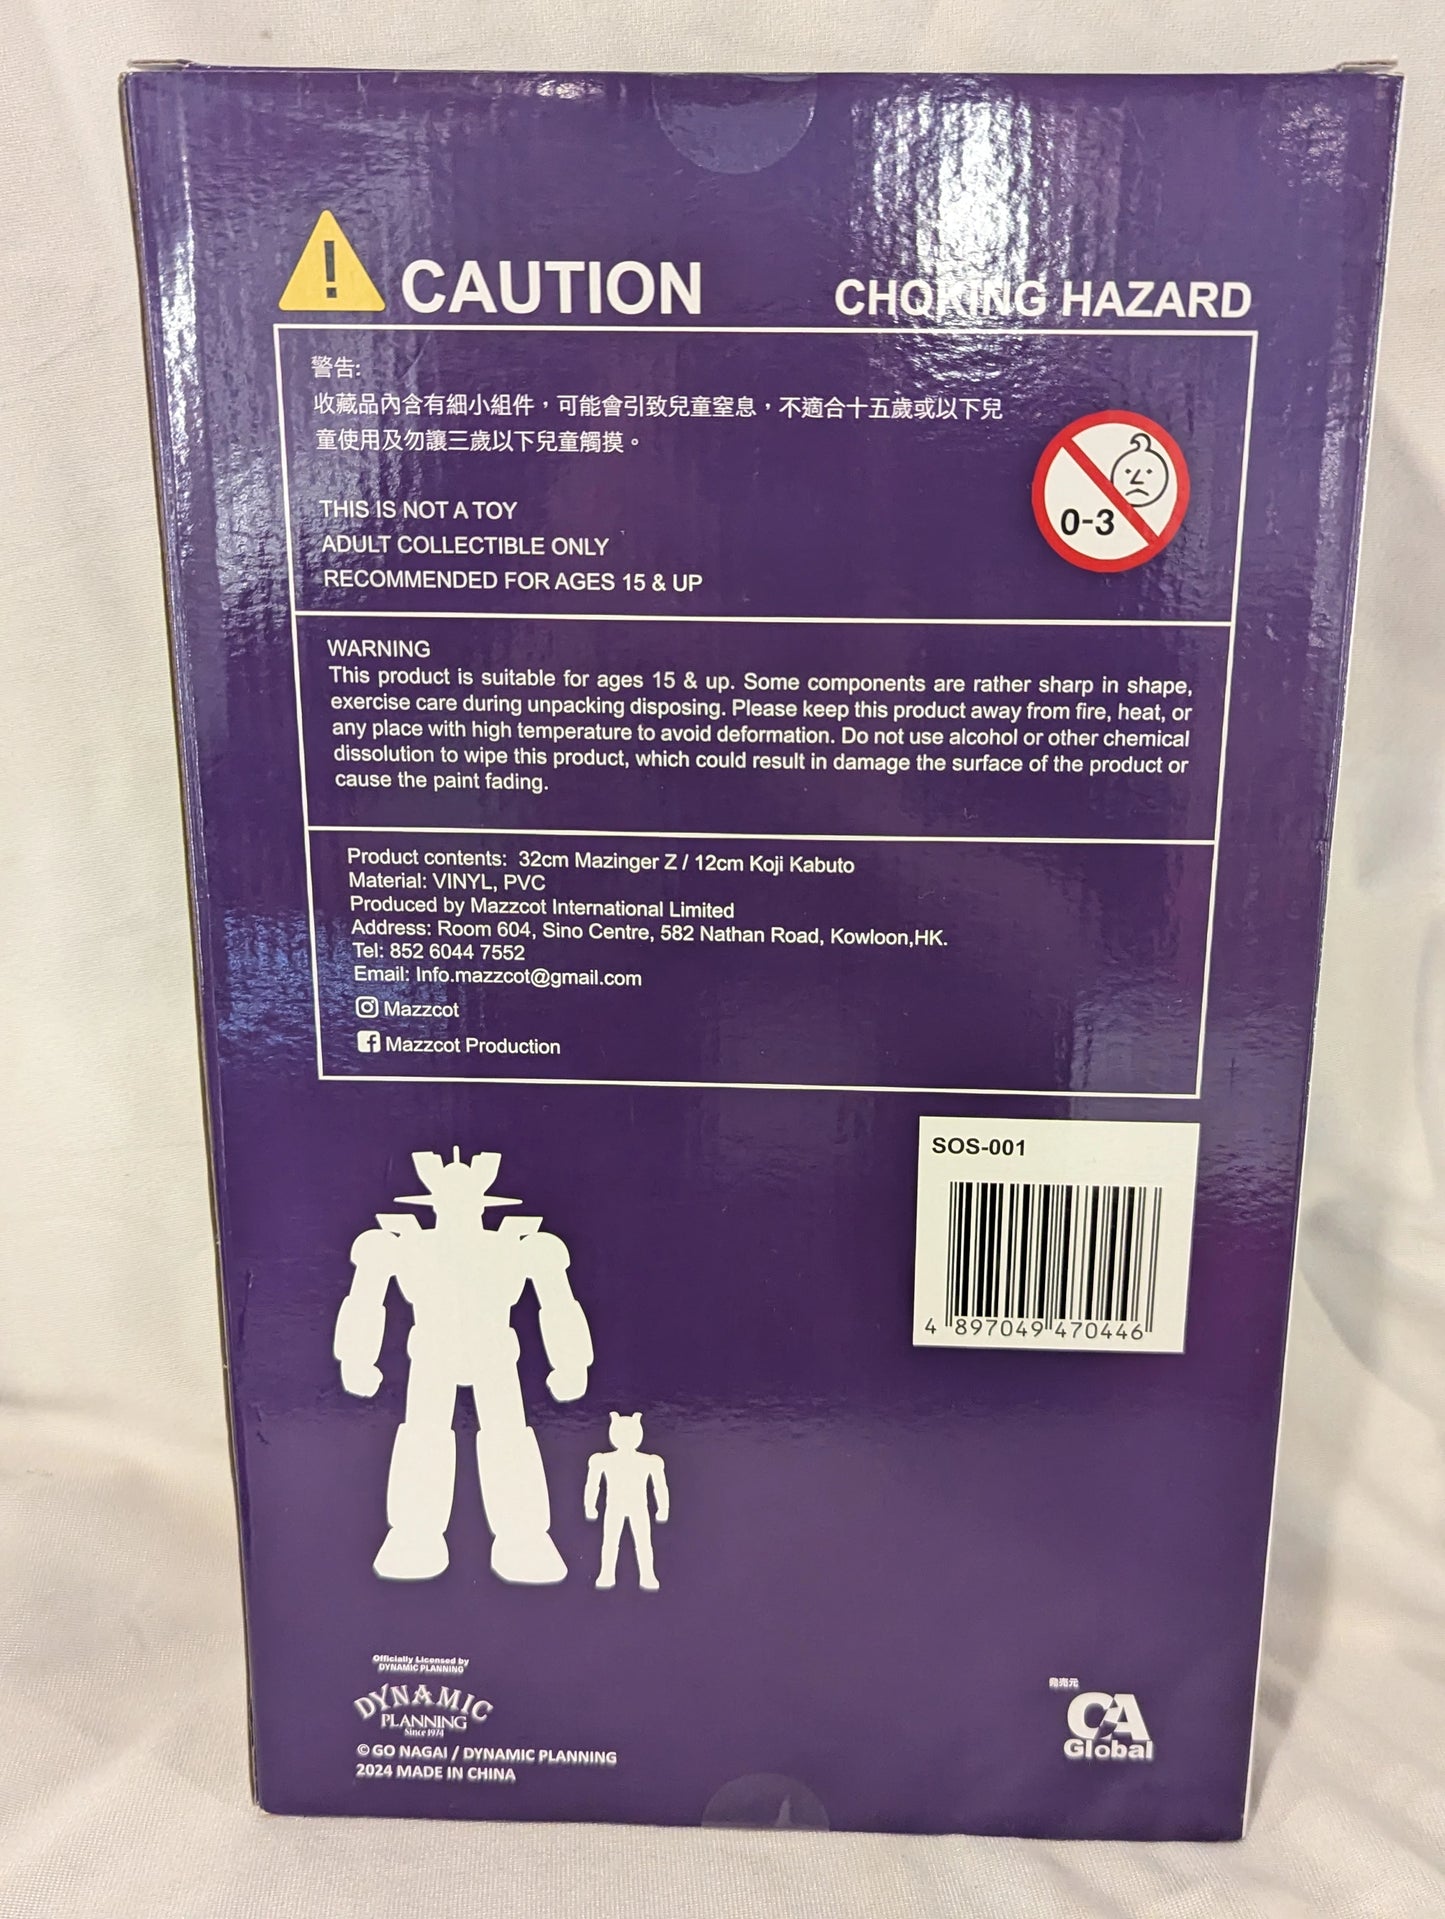 CAUTION
CHOKING HAZARD
警告:
收藏品內含有細小組件，可能會引致兒童窒息，不適合十五歲或以下兒
童使用及勿讓三歲以下兒童觸摸。
0-3
THIS IS NOT A TOY
ADULT COLLECTIBLE ONLY
RECOMMENDED FOR AGES 15 & UP
WARNING
This product is suitable for ages 15 & up. Some components are rather sharp in shape,
exercise care during unpacking disposing. Please keep this product away from fire, heat, or
any place with high temperature to avoid deformation. Do not use alcohol or other chemical
dissolution to wipe this product, which could result in damage the surface of the product or
cause the paint fading.
Product contents: 32cm Mazinger Z / 12cm Koji Kabuto
Material: VINYL, PVC
Produced by Mazzcot International Limited
Address: Room 604, Sino Centre, 582 Nathan Road, Kowloon,HK.
Tel: 852 6044 7552
Email: Info.mazzcot@gmail.com
Mazzcot
Mazzcot Production
SOS-001
4 897049 470446
Officially Licensed by
DYNAMIC PLANNING
DYNAMIC
PLANNING
Since 1974
© GO NAGAI / DYNAMIC PLANNING
2024 MADE IN CHINA
発売元
CA
Global